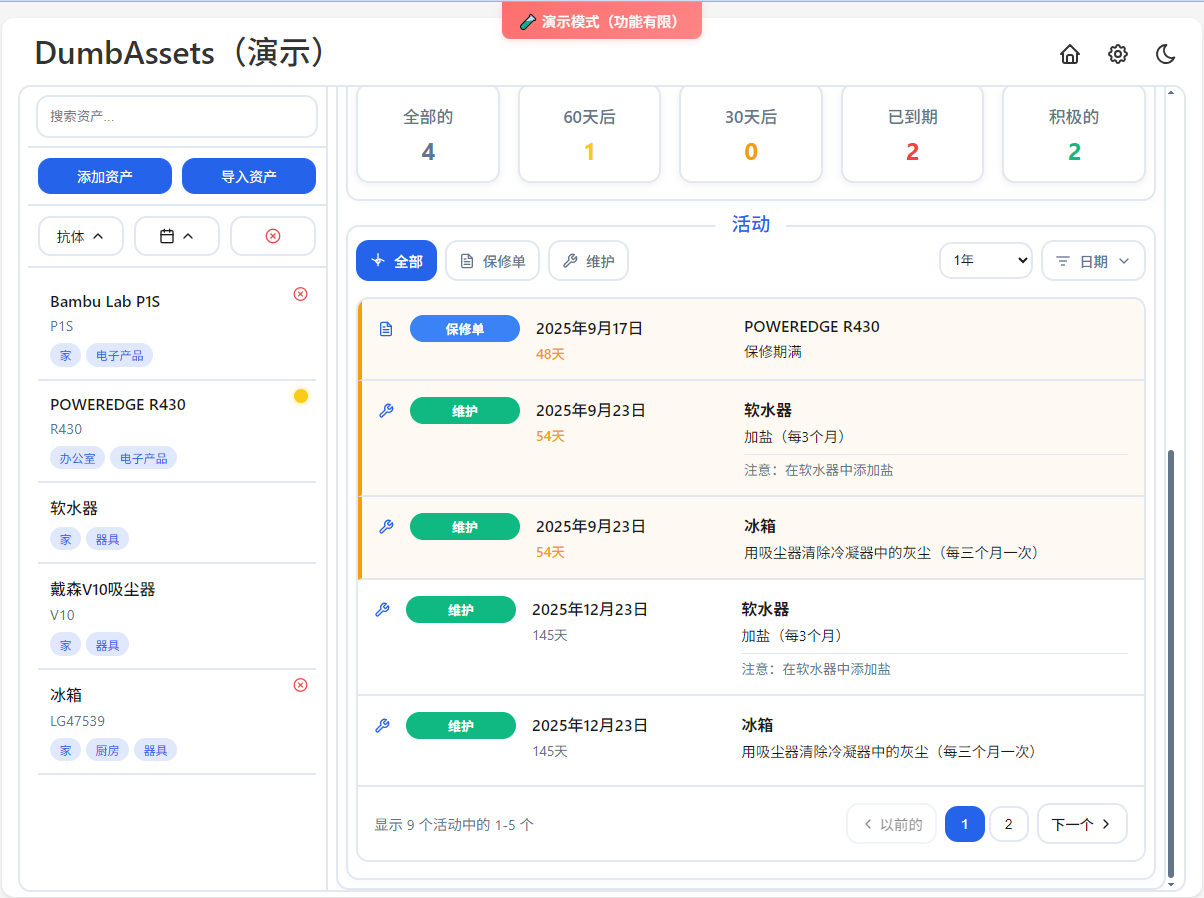 演示模式（功能有限）
DumbAssets（演示）
搜索资产...
添加资产
导入资产
抗体
Bambu Lab P1S
P1S
家 电子产品
POWEREDGE R430
R430
办公室 电子产品
软水器
家 器具
戴森V10吸尘器
V10
家 器具
冰箱
LG47539
家 厨房 器具
全部的
4
60天后
1
30天后
0
已到期
2
积极的
2
活动
全部 保修单 维护 1年 日期
保修单 2025年9月17日 POWEREDGE R430
48天 保修期满
维护 2025年9月23日 软水器
54天 加盐（每3个月）
注意：在软水器中添加盐
维护 2025年9月23日 冰箱
54天 用吸尘器清除冷凝器中的灰尘（每三个月一次）
维护 2025年12月23日 软水器
145天 加盐（每3个月）
注意：在软水器中添加盐
维护 2025年12月23日 冰箱
145天 用吸尘器清除冷凝器中的灰尘（每三个月一次）
显示 9 个活动中的 1-5 个
以前的 1 2 下一个